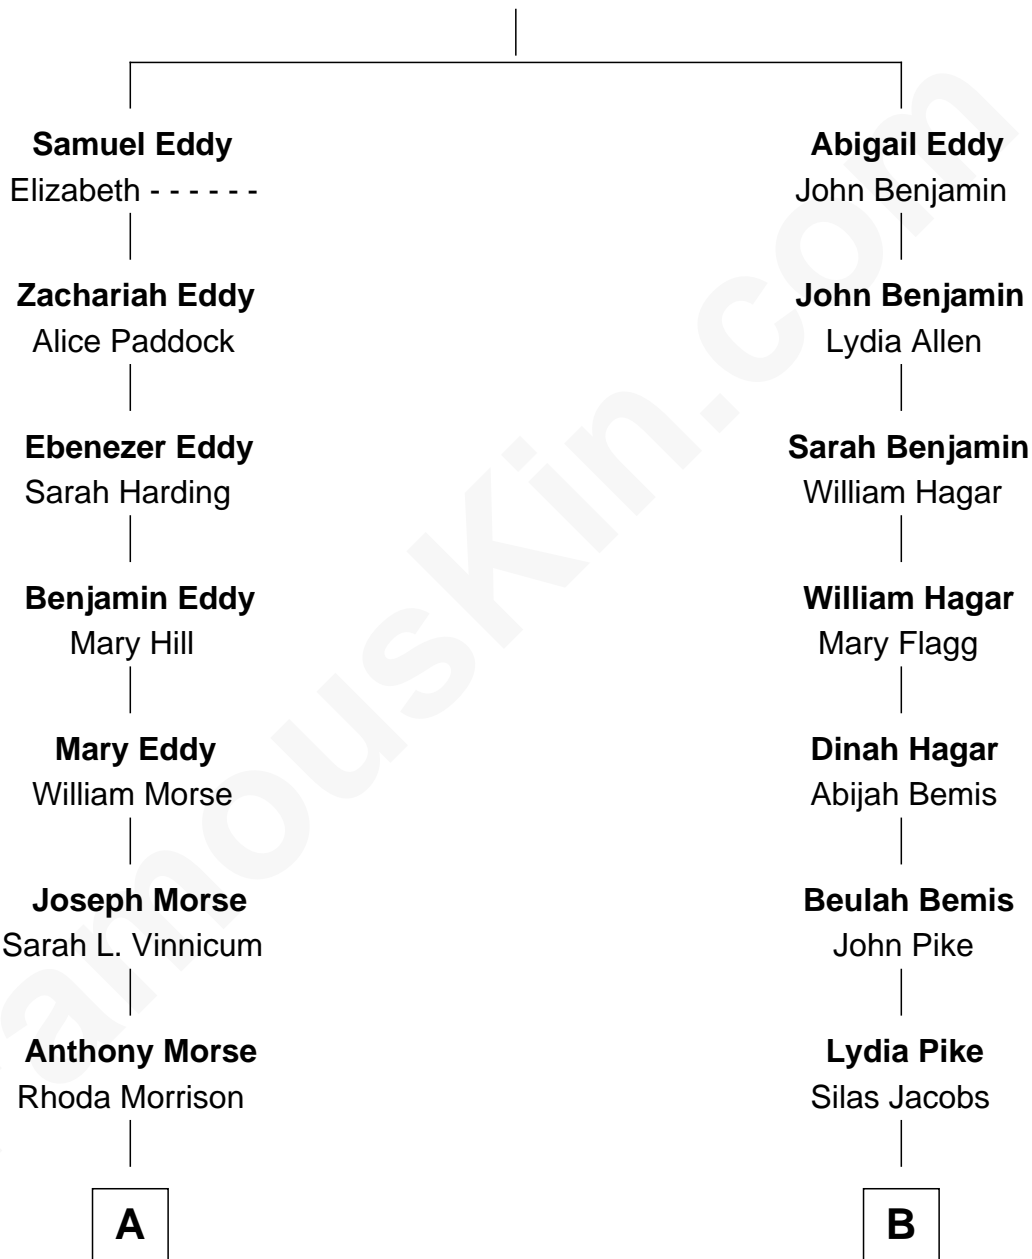 Samuel Eddy
Elizabeth - - - - - -
Zachariah Eddy
Alice Paddock
Ebenezer Eddy
Sarah Harding
Benjamin Eddy
Mary Hill
Mary Eddy
William Morse
Joseph Morse
Sarah L. Vinnicum
Anthony Morse
Rhoda Morrison
A
Abigail Eddy
John Benjamin
John Benjamin
Lydia Allen
Sarah Benjamin
William Hagar
William Hagar
Mary Flagg
Dinah Hagar
Abijah Bemis
Beulah Bemis
John Pike
Lydia Pike
Silas Jacobs
B
amouskin.com